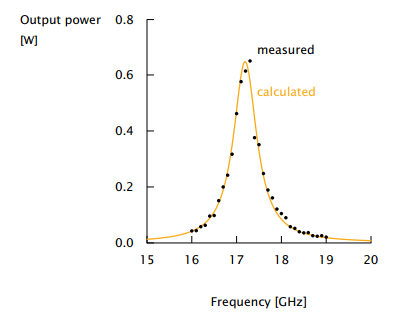 Output power
[W]
0.8
measured
0.6
calculated
0.4
0.2
0.0
15 16 17 18 19 20
Frequency [GHz]